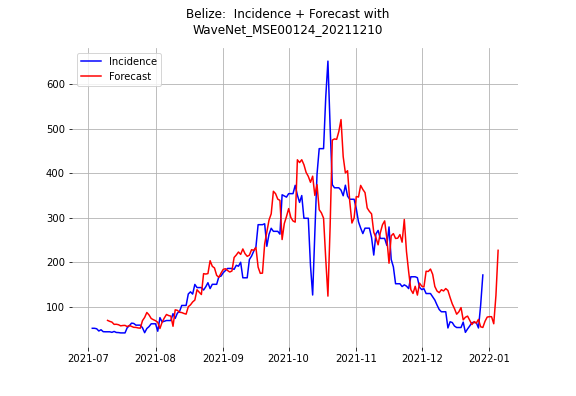 Belize:  Incidence + Forecast with
WaveNet_MSE00124_20211210
Incidence
Forecast
600
500
400
300
200
100
2021-07 2021-08 2021-09 2021-10 2021-11 2021-12 2022-01